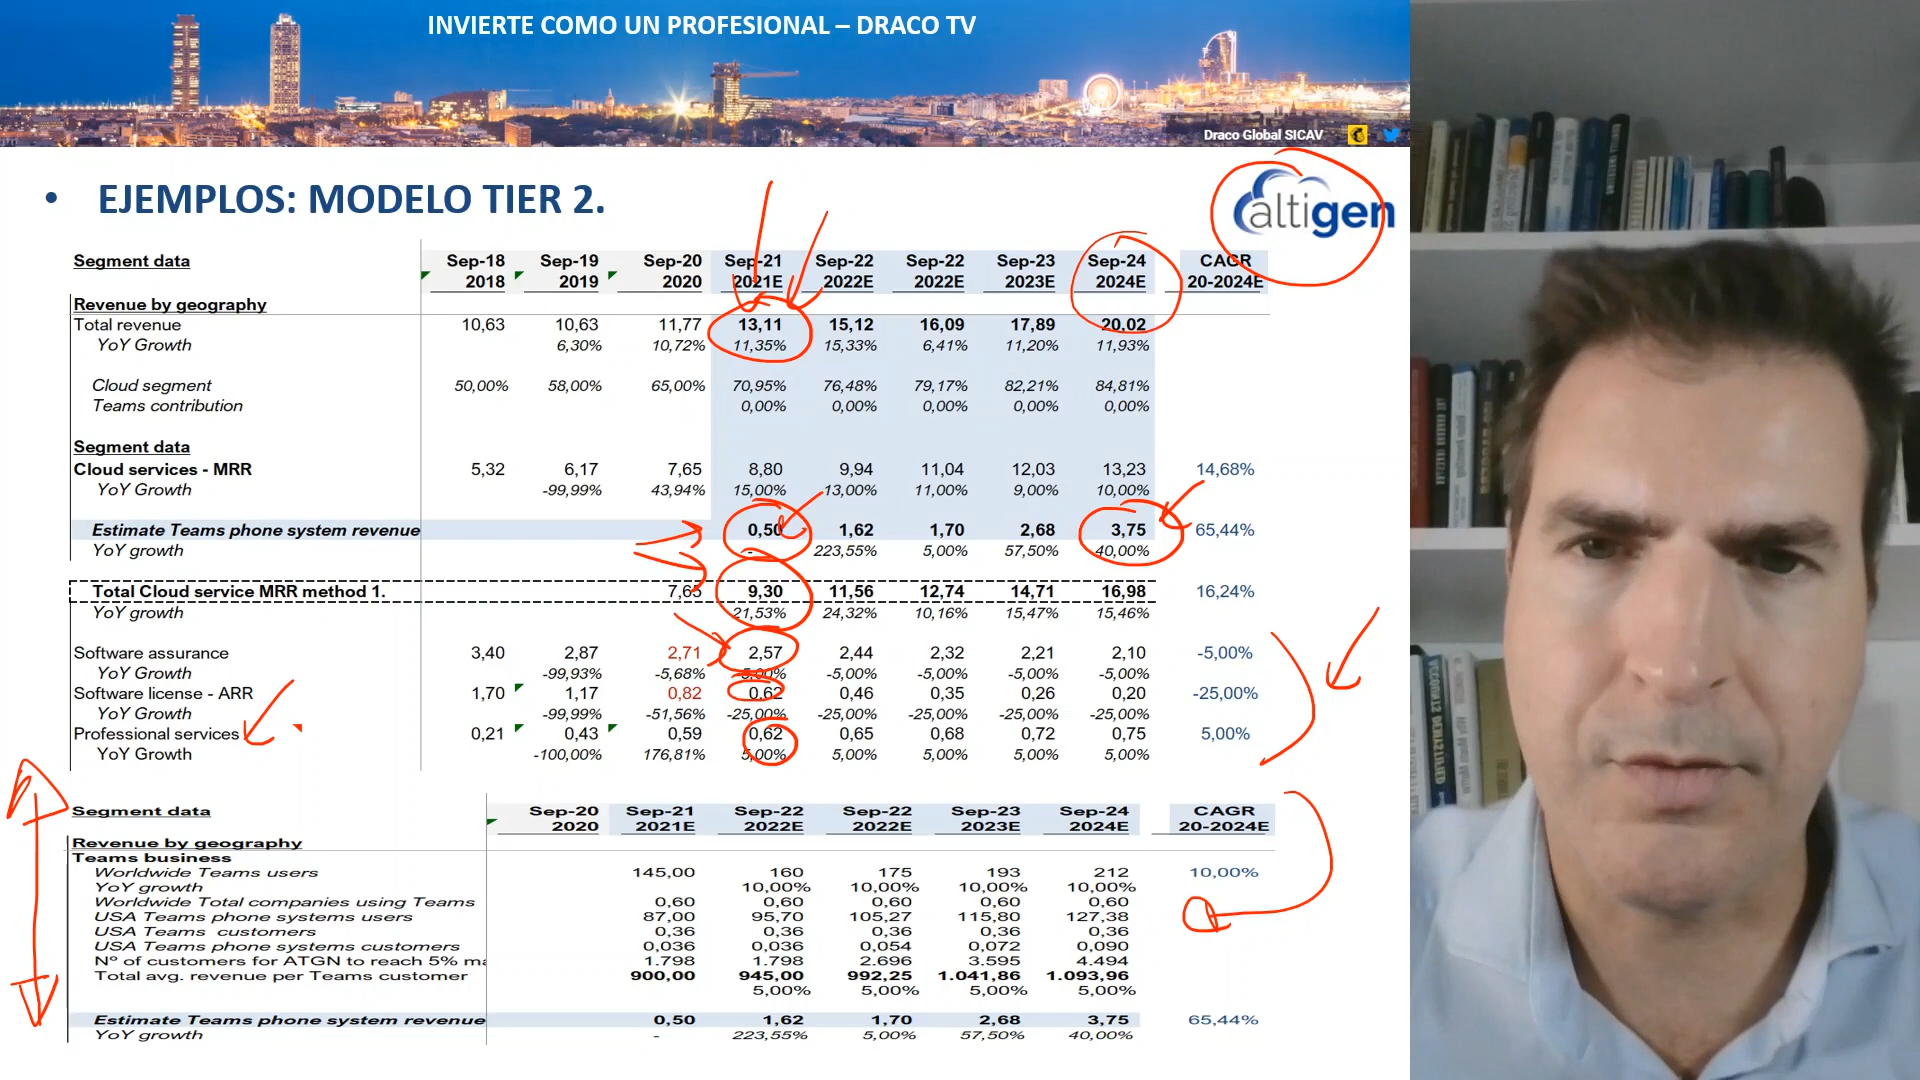 INVIERTE COMO UN PROFESIONAL – DRACO TV
Draco Global SICAV
• EJEMPLOS: MODELO TIER 2.
altigen
Segment data Sep-18 Sep-19 Sep-20 Sep-21 Sep-22 Sep-22 Sep-23 Sep-24 CAGR
2018 2019 2020 2021E 2022E 2022E 2023E 2024E 20-2024E
Revenue by geography
Total revenue 10,63 10,63 11,77 13,11 15,12 16,09 17,89 20,02
YoY Growth 6,30% 10,72% 11,35% 15,33% 6,41% 11,20% 11,93%
Cloud segment 50,00% 58,00% 65,00% 70,95% 76,48% 79,17% 82,21% 84,81%
Teams contribution 0,00% 0,00% 0,00% 0,00% 0,00%
Segment data
Cloud services - MRR 5,32 6,17 7,65 8,80 9,94 11,04 12,03 13,23 14,68%
YoY Growth -99,99% 43,94% 15,00% 13,00% 11,00% 9,00% 10,00%
Estimate Teams phone system revenue 0,50 1,62 1,70 2,68 3,75 65,44%
YoY growth - 223,55% 5,00% 57,50% 40,00%
Total Cloud service MRR method 1. 7,65 9,30 11,56 12,74 14,71 16,98 16,24%
YoY growth 21,53% 24,32% 10,16% 15,47% 15,46%
Software assurance 3,40 2,87 2,71 2,57 2,44 2,32 2,21 2,10 -5,00%
YoY Growth -99,93% -5,68% -5,00% -5,00% -5,00% -5,00% -5,00%
Software license - ARR 1,70 1,17 0,82 0,62 0,46 0,35 0,26 0,20 -25,00%
YoY Growth -99,99% -51,56% -25,00% -25,00% -25,00% -25,00% -25,00%
Professional services 0,21 0,43 0,59 0,62 0,65 0,68 0,72 0,75 5,00%
YoY Growth -100,00% 176,81% 5,00% 5,00% 5,00% 5,00% 5,00%
Segment data Sep-20 Sep-21 Sep-22 Sep-22 Sep-23 Sep-24 CAGR
2020 2021E 2022E 2022E 2023E 2024E 20-2024E
Revenue by geography
Teams business
Worldwide Teams users 145,00 160 175 193 212 10,00%
YoY growth 10,00% 10,00% 10,00% 10,00%
Worldwide Total companies using Teams 0,60 0,60 0,60 0,60 0,60
USA Teams phone systems users 87,00 95,70 105,27 115,80 127,38
USA Teams customers 0,36 0,36 0,36 0,36 0,36
USA Teams phone systems customers 0,036 0,036 0,054 0,072 0,090
Nº of customers for ATGN to reach 5% ma 1.798 1.798 2.696 3.595 4.494
Total avg. revenue per Teams customer 900,00 945,00 992,25 1.041,86 1.093,96
5,00% 5,00% 5,00% 5,00%
Estimate Teams phone system revenue 0,50 1,62 1,70 2,68 3,75 65,44%
YoY growth - 223,55% 5,00% 57,50% 40,00%